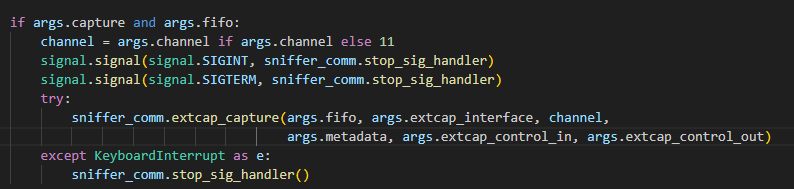 if args.capture and args.fifo:
    channel = args.channel if args.channel else 11
    signal.signal(signal.SIGINT, sniffer_comm.stop_sig_handler)
    signal.signal(signal.SIGTERM, sniffer_comm.stop_sig_handler)
    try:
        sniffer_comm.extcap_capture(args.fifo, args.extcap_interface, channel,
                                    args.metadata, args.extcap_control_in, args.extcap_control_out)
    except KeyboardInterrupt as e:
        sniffer_comm.stop_sig_handler()